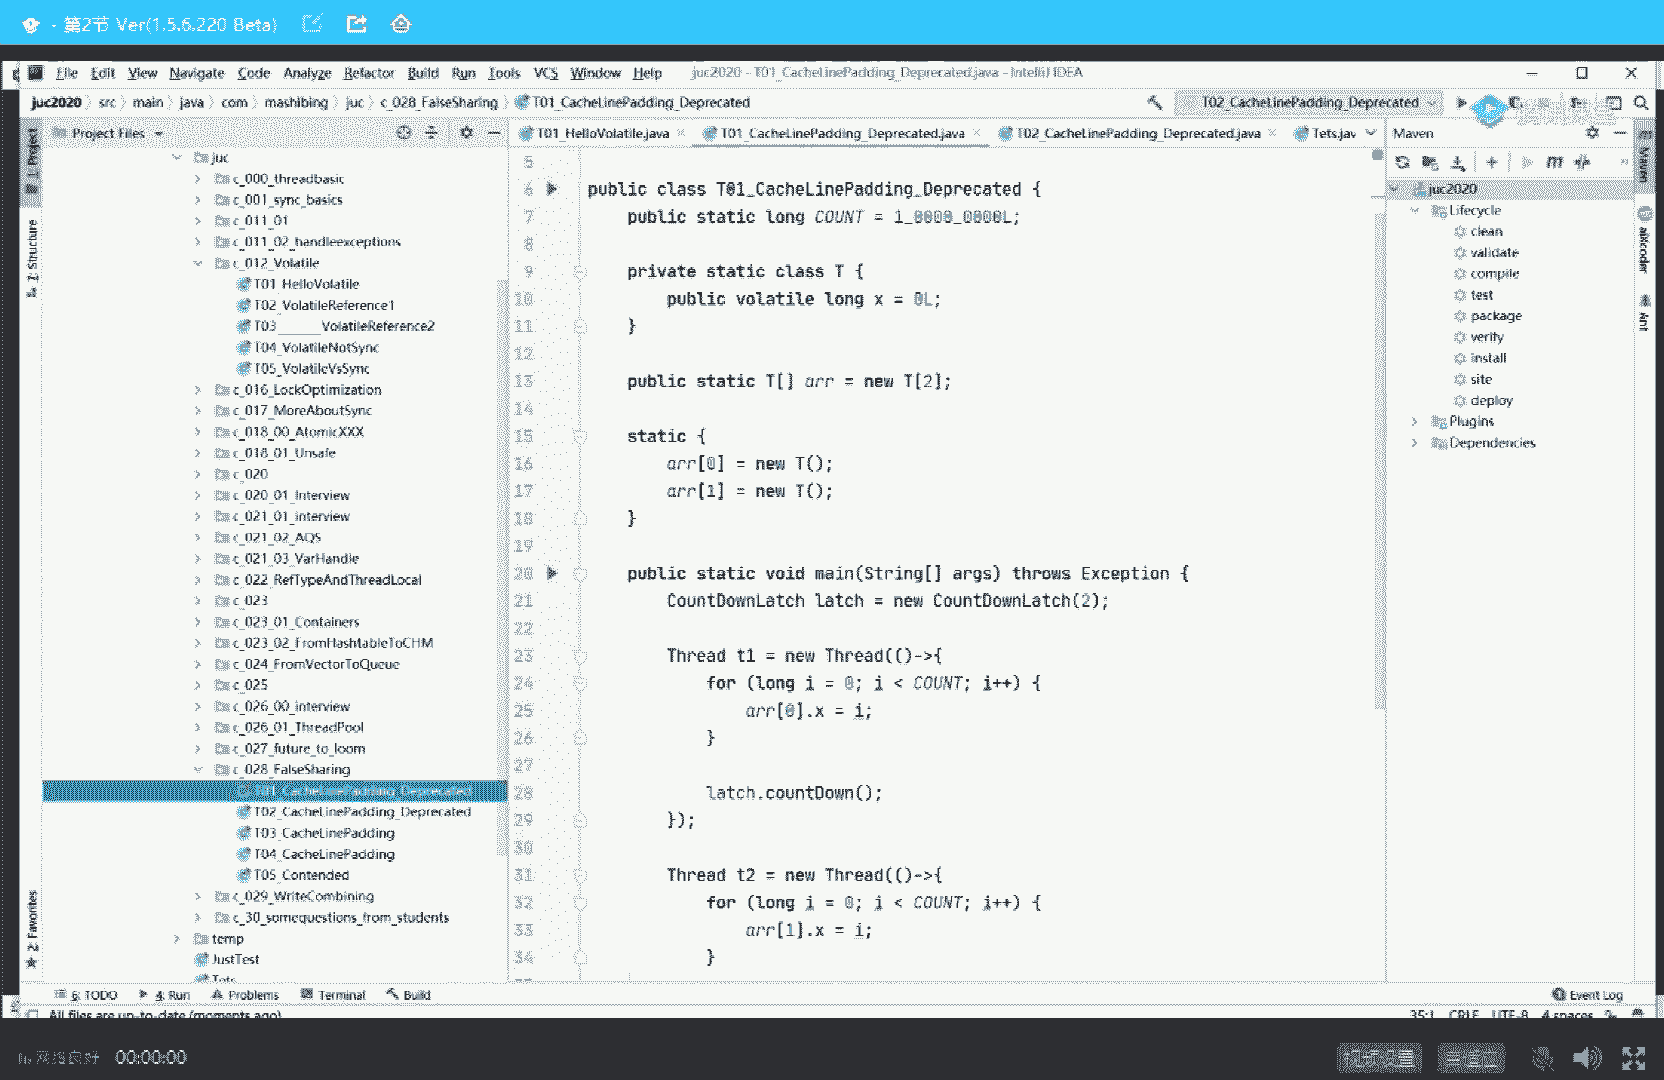 - 第2节 Ver(1.5.6.220 Beta)
File Edit View Navigate Code Analyze Refactor Build Run Tools VCS Window Help juc2020 - T01_CacheLinePadding_Deprecated.java - IntelliJ IDEA
juc2020 src main java com mashibing juc c_028_FalseSharing T01_CacheLinePadding_Deprecated T02_CacheLinePadding_Deprecated
Project Files
T01_HelloVolatile.java T01_CacheLinePadding_Deprecated.java T02_CacheLinePadding_Deprecated.java Tets.jav
Maven
1: Project
Structure
2: Favorites
juc
c_000_threadbasic
c_001_sync_basics
c_011_01
c_011_02_handleexceptions
c_012_Volatile
T01_HelloVolatile
T02_VolatileReference1
T03______VolatileReference2
T04_VolatileNotSync
T05_VolatileVsSync
c_016_LockOptimization
c_017_MoreAboutSync
c_018_00_AtomicXXX
c_018_01_Unsafe
c_020
c_020_01_Interview
c_021_01_interview
c_021_02_AQS
c_021_03_VarHandle
c_022_RefTypeAndThreadLocal
c_023
c_023_01_Containers
c_023_02_FromHashtableToCHM
c_024_FromVectorToQueue
c_025
c_026_00_interview
c_026_01_ThreadPool
c_027_future_to_loom
c_028_FalseSharing
T01_CacheLinePadding_Deprecated
T02_CacheLinePadding_Deprecated
T03_CacheLinePadding
T04_CacheLinePadding
T05_Contended
c_029_WriteCombining
c_30_somequestions_from_students
temp
JustTest
Tets
5
6 public class T01_CacheLinePadding_Deprecated {
7 public static long COUNT = 1_0000_0000L;
8
9 private static class T {
10 public volatile long x = 0L;
11 }
12
13 public static T[] arr = new T[2];
14
15 static {
16 arr[0] = new T();
17 arr[1] = new T();
18 }
19
20 public static void main(String[] args) throws Exception {
21 CountDownLatch latch = new CountDownLatch(2);
22
23 Thread t1 = new Thread(()->{
24 for (long i = 0; i < COUNT; i++) {
25 arr[0].x = i;
26 }
27
28 latch.countDown();
29 });
30
31 Thread t2 = new Thread(()->{
32 for (long i = 0; i < COUNT; i++) {
33 arr[1].x = i;
34 }
juc2020
Lifecycle
clean
validate
compile
test
package
verify
install
site
deploy
Plugins
Dependencies
Maven
aiXcoder
Ant
6: TODO 4: Run Problems Terminal Build Event Log
All files are up-to-date (moments ago) 35:1 CRLF UTF-8 4 spaces
网络良好 00:00:00